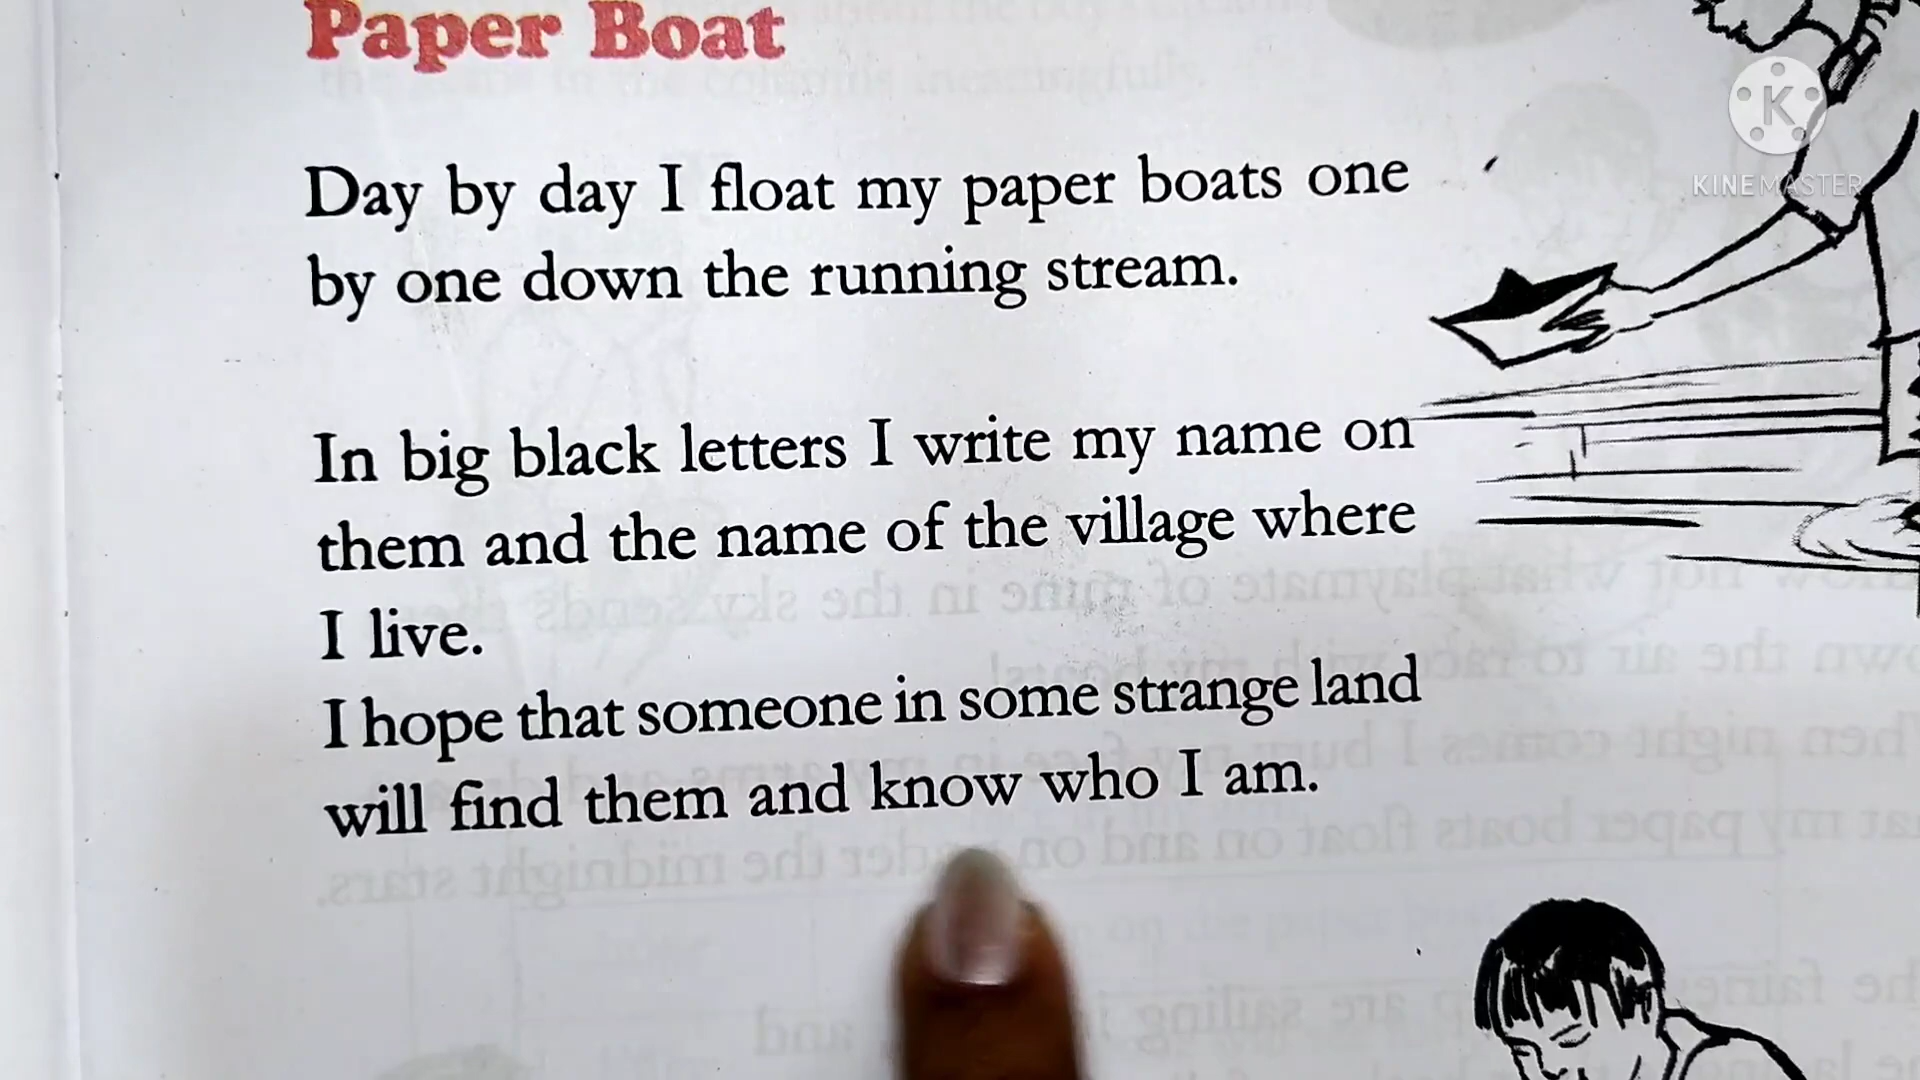 Paper Boat
Day by day I float my paper boats one
by one down the running stream.
In big black letters I write my name on
them and the name of the village where
I live.
I hope that someone in some strange land
will find them and know who I am.
KINEMASTER